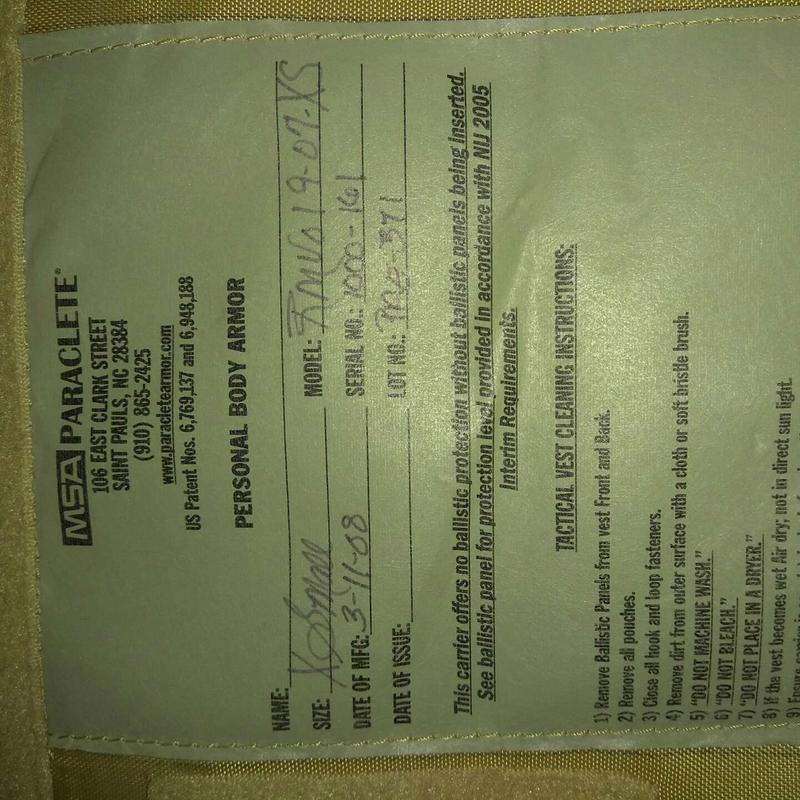 MSA PARACLETE®
106 EAST CLARK STREET
SAINT PAULS, NC 28384
(910) 865-2425
www.paracletearmor.com
US Patent Nos. 6,769,137 and 6,948,188
PERSONAL BODY ARMOR
NAME:
SIZE: XSmall MODEL: RMV019-07-XS
DATE OF MFG: 3-11-08 SERIAL NO.: 1000-161
DATE OF ISSUE: LOT NO.:
This carrier offers no ballistic protection without ballistic panels being inserted.
See ballistic panel for protection level provided in accordance with NIJ 2005
Interim Requirements.
TACTICAL VEST CLEANING INSTRUCTIONS:
1) Remove Ballistic Panels from vest Front and Back.
2) Remove all pouches.
3) Close all hook and loop fasteners.
4) Remove dirt from outer surface with a cloth or soft bristle brush.
5) "DO NOT MACHINE WASH."
6) "DO NOT BLEACH."
7) "DO NOT PLACE IN A DRYER."
8) If the vest becomes wet Air dry; not in direct sun light.
9) Ensure